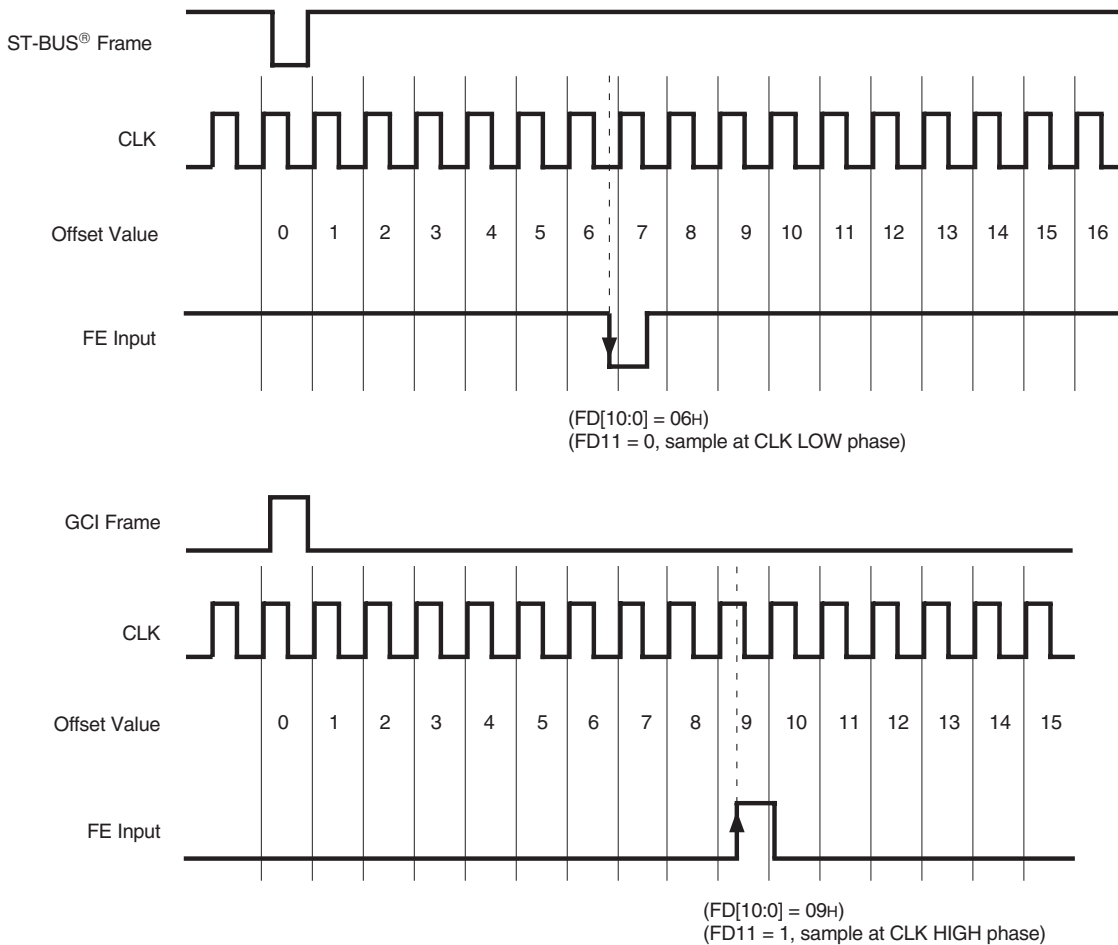 ST-BUS® Frame
CLK
Offset Value 0 1 2 3 4 5 6 7 8 9 10 11 12 13 14 15 16
FE Input
(FD[10:0] = 06H)
(FD11 = 0, sample at CLK LOW phase)
GCI Frame
CLK
Offset Value 0 1 2 3 4 5 6 7 8 9 10 11 12 13 14 15
FE Input
(FD[10:0] = 09H)
(FD11 = 1, sample at CLK HIGH phase)